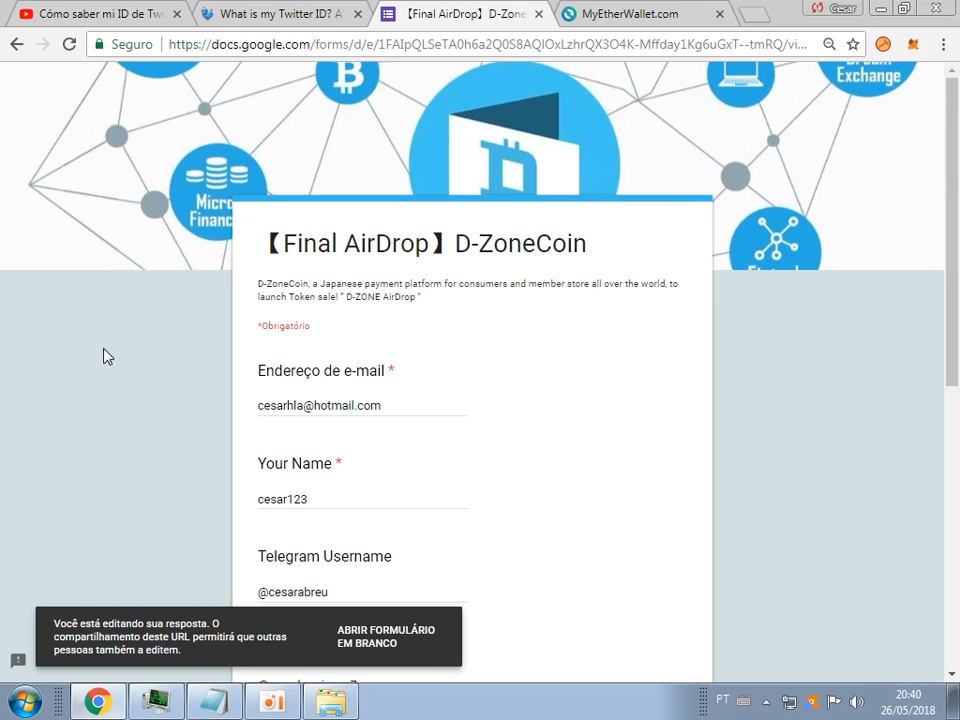 Cómo saber mi ID de Twi
What is my Twitter ID? A
【Final AirDrop】D-Zone
MyEtherWallet.com
Cesar
Seguro
https://docs.google.com/forms/d/e/1FAIpQLSeTA0h6a2Q0S8AQlOxLzhrQX3O4K-Mffday1Kg6uGxT--tmRQ/vi...
Exchange
Micro
Finance
【Final AirDrop】D-ZoneCoin
D-ZoneCoin, a Japanese payment platform for consumers and member store all over the world, to
launch Token sale! " D-ZONE AirDrop "
*Obrigatório
Endereço de e-mail *
cesarhla@hotmail.com
Your Name *
cesar123
Telegram Username
@cesarabreu
Você está editando sua resposta. O
compartilhamento deste URL permitirá que outras
pessoas também a editem.
ABRIR FORMULÁRIO
EM BRANCO
PT
20:40
26/05/2018